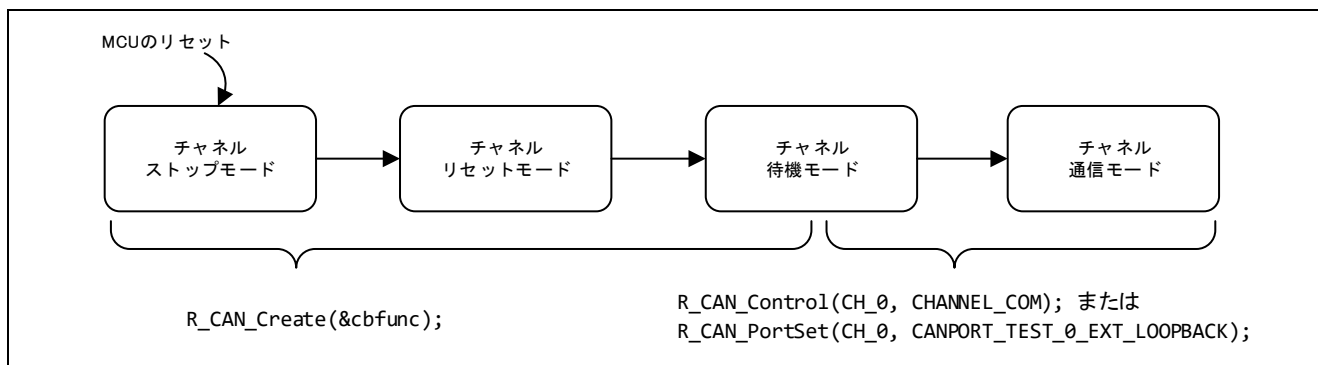 MCUのリセット
チャネル
ストップモード
チャネル
リセットモード
チャネル
待機モード
チャネル
通信モード
R_CAN_Create(&cbfunc);
R_CAN_Control(CH_0, CHANNEL_COM); または
R_CAN_PortSet(CH_0, CANPORT_TEST_0_EXT_LOOPBACK);